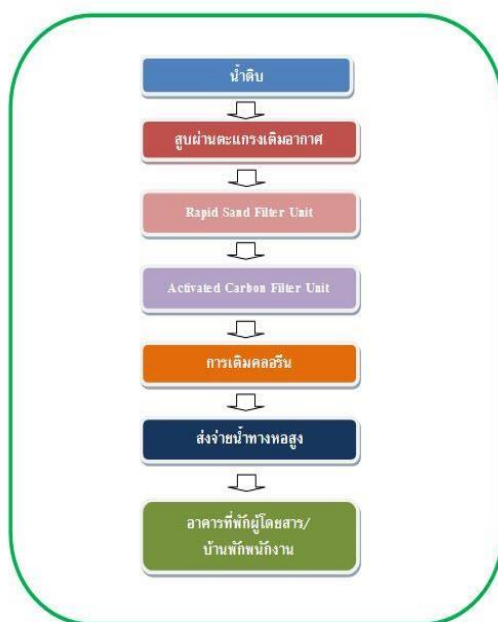 น้ำดิบ
สูบผ่านตะแกรงเติมอากาศ
Rapid Sand Filter Unit
Activated Carbon Filter Unit
การเติมคลอรีน
ส่งจ่ายน้ำทางหอสูง
อาคารที่พักผู้โดยสาร/
บ้านพักพนักงาน